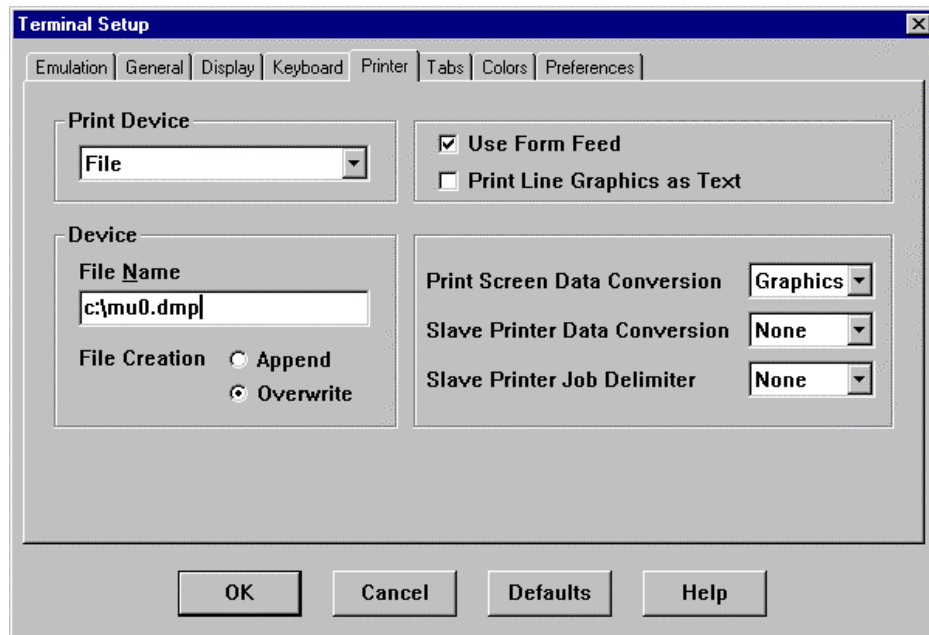 Terminal Setup
Emulation General Display Keyboard Printer Tabs Colors Preferences
Print Device
File
Use Form Feed
Print Line Graphics as Text
Device
File Name
c:\mu0.dmp
File Creation
Append
Overwrite
Print Screen Data Conversion Graphics
Slave Printer Data Conversion None
Slave Printer Job Delimiter None
OK Cancel Defaults Help